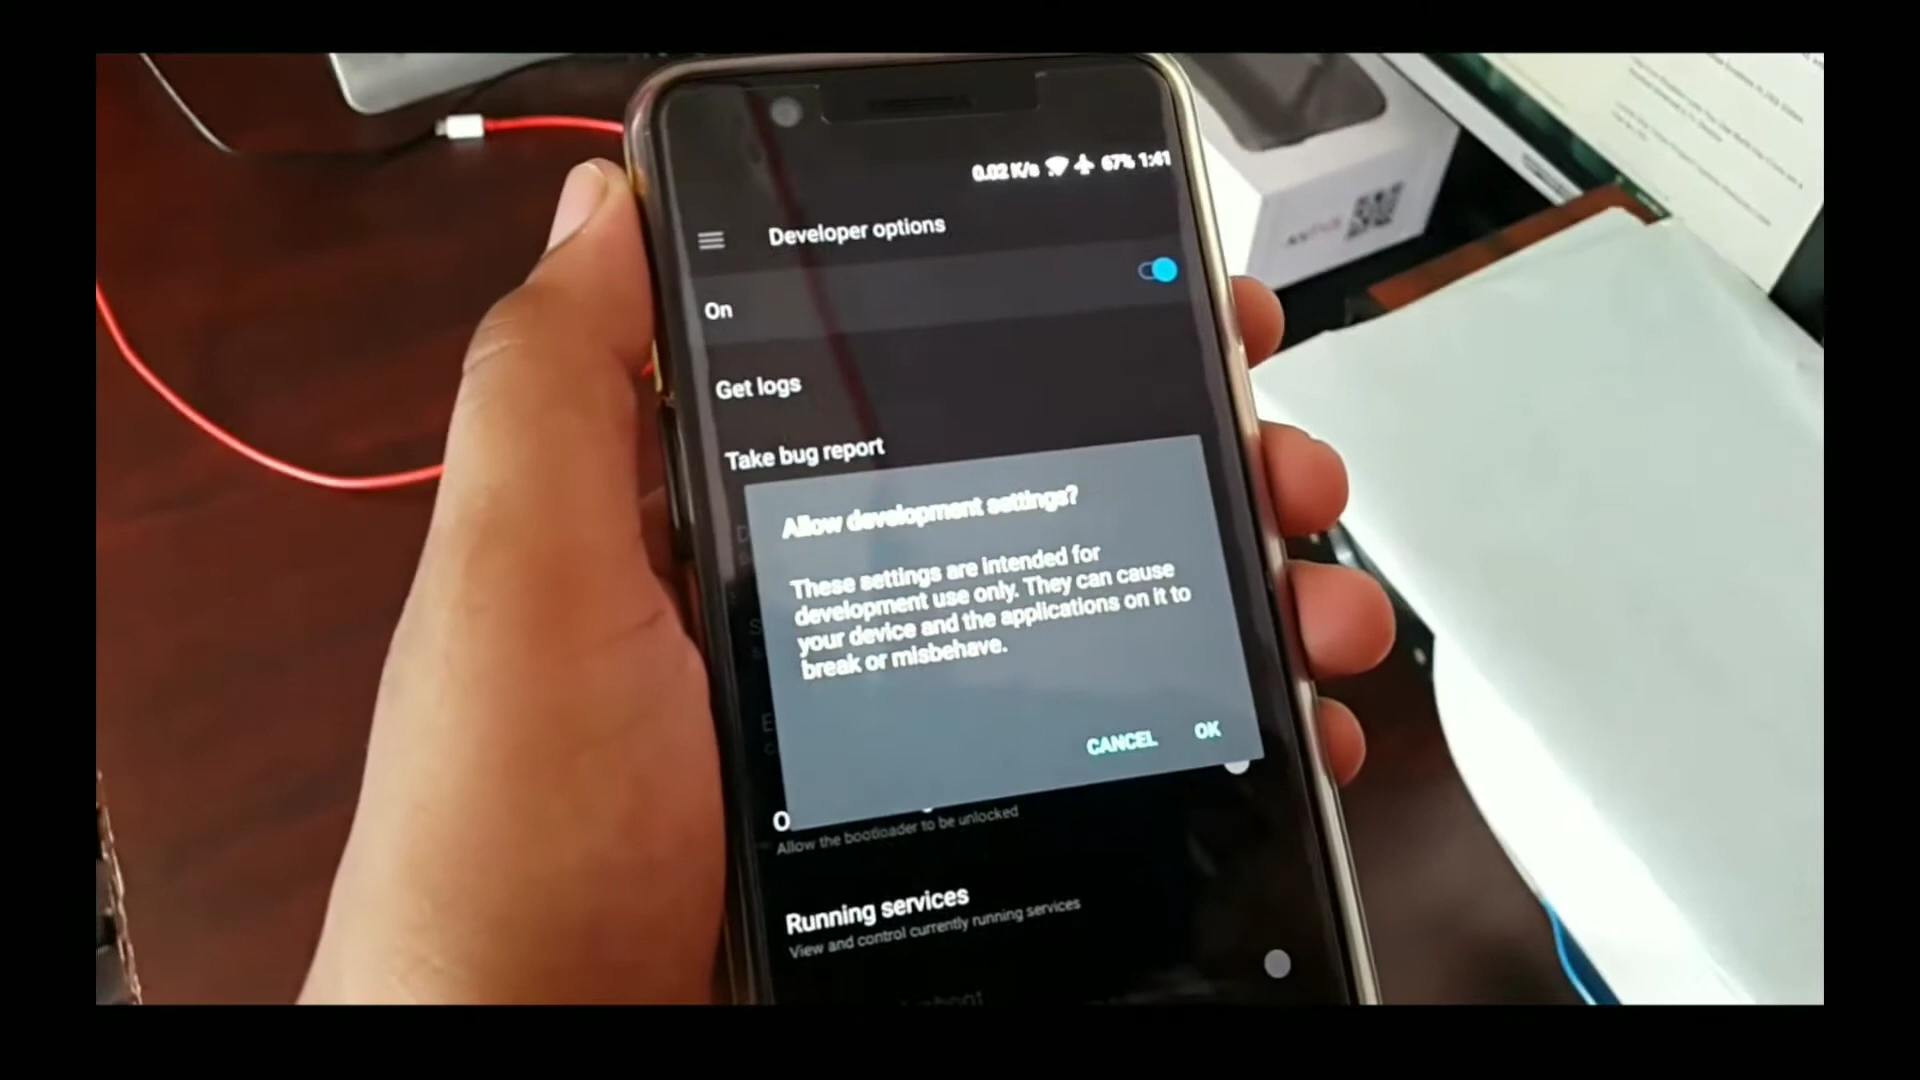 0.02 K/s 67% 1:41
Developer options
On
Get logs
Take bug report
Allow development settings?
These settings are intended for
development use only. They can cause
your device and the applications on it to
break or misbehave.
CANCEL OK
Allow the bootloader to be unlocked
Running services
View and control currently running services